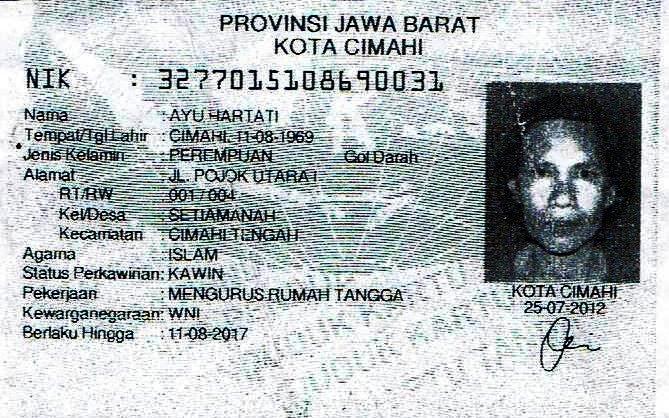 PROVINSI JAWA BARAT
KOTA CIMAHI
NIK : 3277015108690031
Nama : AYU HARTATI
Tempat/Tgl Lahir : CIMAHI, 11-08-1969
Jenis Kelamin : PEREMPUAN Gol Darah
Alamat : JL. POJOK UTARA I
RT/RW : 001 / 004
Kel/Desa : SETIAMANAH
Kecamatan : CIMAHI TENGAH
Agama : ISLAM
Status Perkawinan: KAWIN
Pekerjaan : MENGURUS RUMAH TANGGA
Kewarganegaraan: WNI
Berlaku Hingga : 11-08-2017
KOTA CIMAHI
25-07-2012